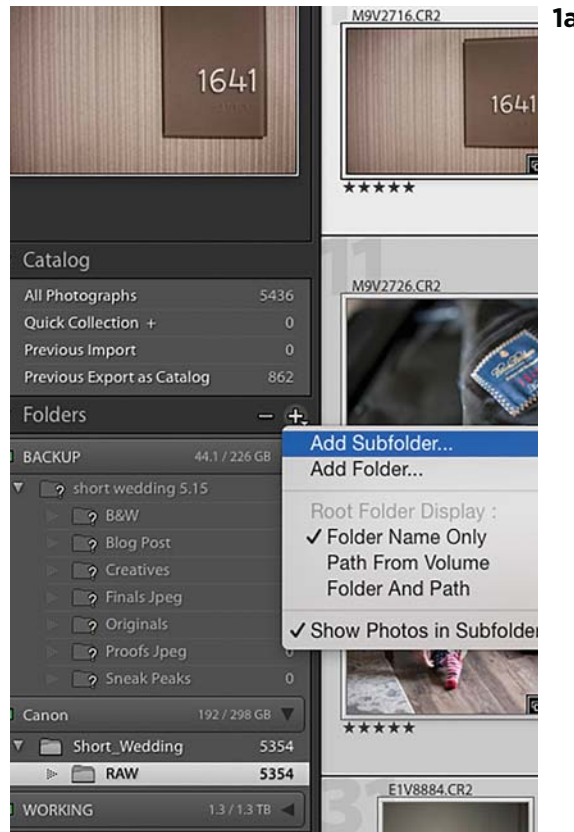 1a
M9V2716.CR2
1641
1641
★★★★★
Catalog
All Photographs 5436
Quick Collection + 0
Previous Import 0
Previous Export as Catalog 862
11
M9V2726.CR2
Folders − +
Add Subfolder...
Add Folder...
Root Folder Display :
✓ Folder Name Only
Path From Volume
Folder And Path
✓ Show Photos in Subfolder
BACKUP 44.1 / 226 GB
? short wedding 5.15
? B&W
? Blog Post
? Creatives
? Finals Jpeg
? Originals
? Proofs Jpeg 0
? Sneak Peaks 0
★★★★★
Canon 192 / 298 GB
Short_Wedding 5354
RAW 5354
31
E1V8884.CR2
WORKING 1.3 / 1.3 TB